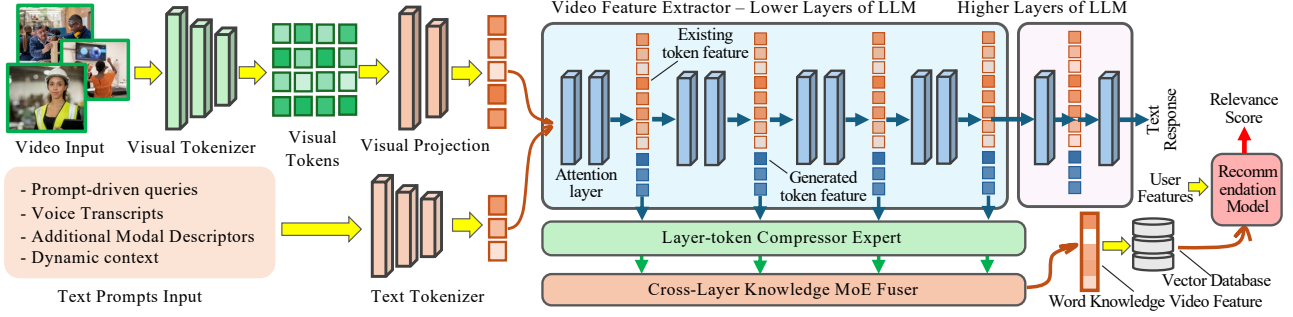 Video Feature Extractor – Lower Layers of LLM
Higher Layers of LLM
Existing
token feature
Attention
layer
Generated
token feature
Text
Response
Relevance
Score
Recomm
endation
Model
User
Features
Video Input
Visual Tokenizer
Visual
Tokens
Visual Projection
- Prompt-driven queries
- Voice Transcripts
- Additional Modal Descriptors
- Dynamic context
Text Prompts Input
Text Tokenizer
Layer-token Compressor Expert
Cross-Layer Knowledge MoE Fuser
Vector Database
Word Knowledge Video Feature